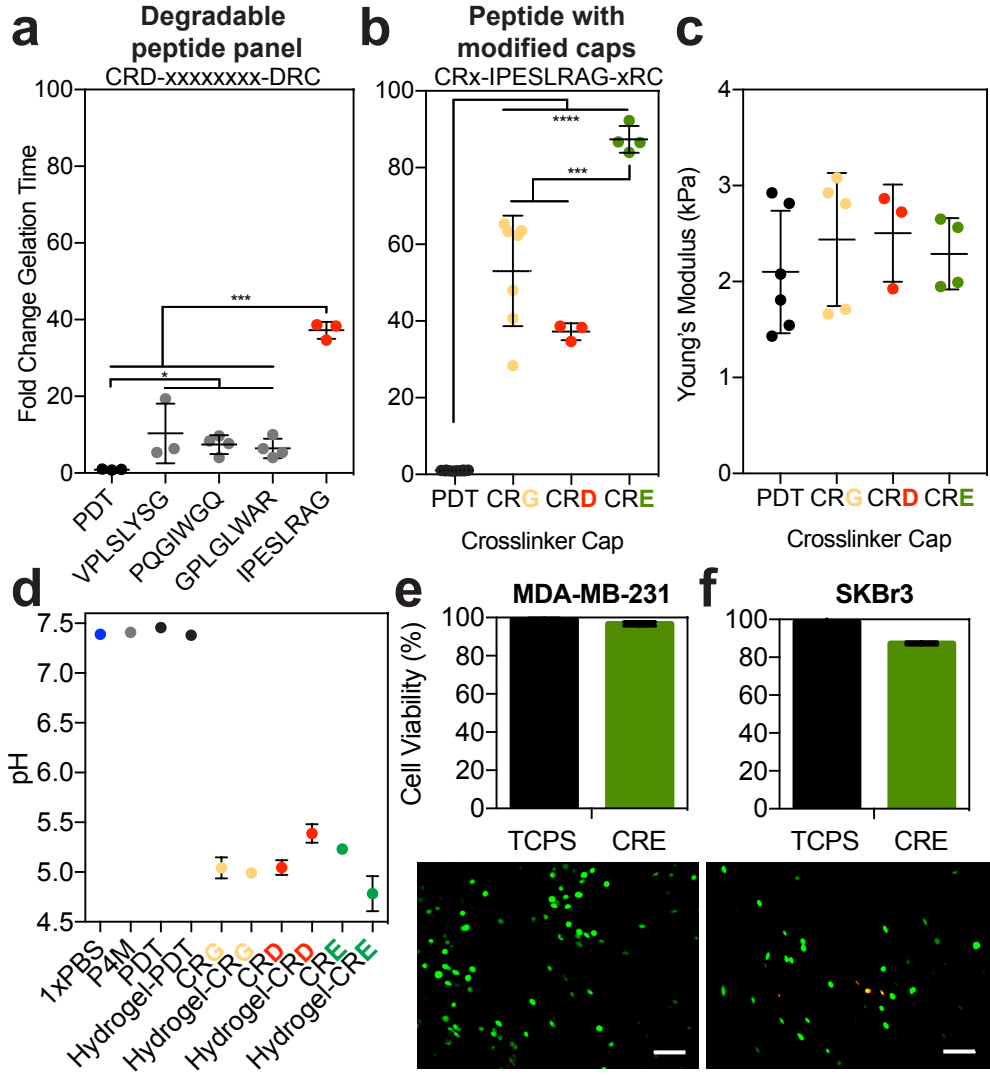 a
Degradable
peptide panel
CRD-xxxxxxxx-DRC
Fold Change Gelation Time
100
80
60
40
20
0
***
*
PDT
VPLSLYSG
PQGIWGQ
GPLGLWAR
IPESLRAG
b
Peptide with
modified caps
CRx-IPESLRAG-xRC
100
80
60
40
20
0
****
***
PDT CRG CRD CRE
Crosslinker Cap
c
Young's Modulus (kPa)
4
3
2
1
0
PDT CRG CRD CRE
Crosslinker Cap
d
pH
7.5
7.0
6.5
6.0
5.5
5.0
4.5
1xPBS
P4M
PDT
Hydrogel-PDT
CRG
Hydrogel-CRG
CRD
Hydrogel-CRD
CRE
Hydrogel-CRE
e
MDA-MB-231
Cell Viability (%)
100
80
60
40
20
0
TCPS CRE
f
SKBr3
100
80
60
40
20
0
TCPS CRE